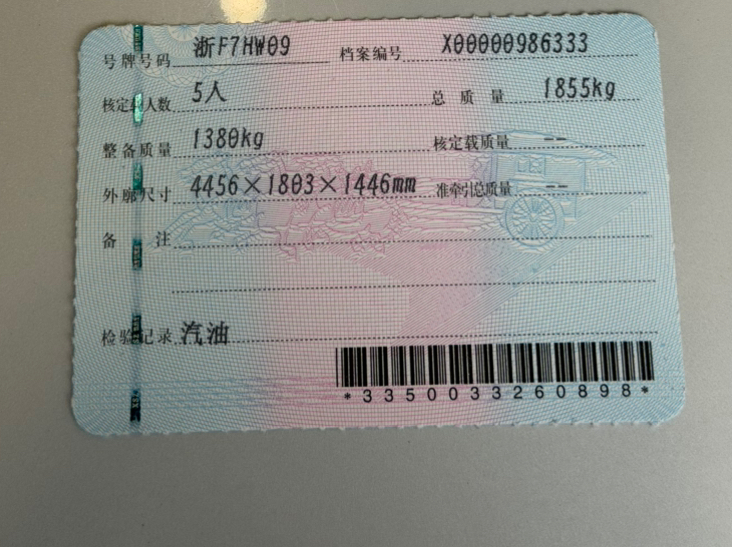 号牌号码 浙F7HW09 档案编号 X00000986333
核定载人数 5人 总质量 1855kg
整备质量 1380kg 核定载质量 --
外廓尺寸 4456×1803×1446mm 准牵引总质量 --
备注
检验记录 汽油
*3350033260898*